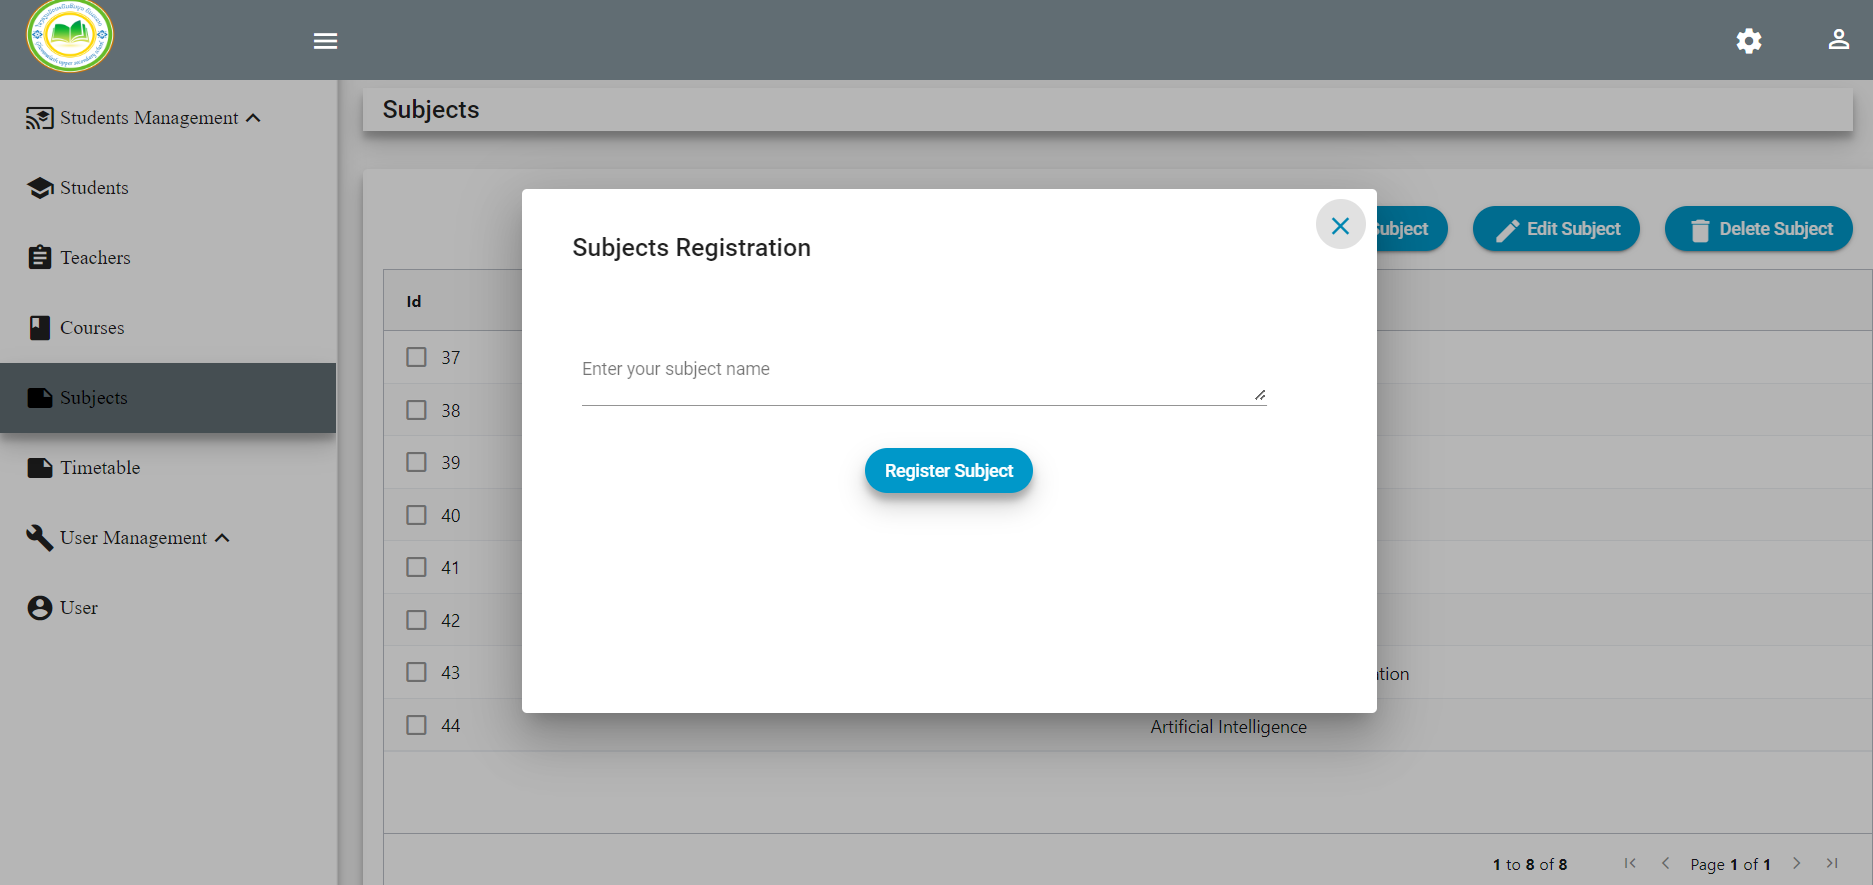 Students Management
Students
Teachers
Courses
Subjects
Timetable
User Management
User
Subjects
Edit Subject
Delete Subject
Id
37
38
39
40
41
42
43
44
Artificial Intelligence
1 to 8 of 8
Page 1 of 1
Subjects Registration
Enter your subject name
Register Subject